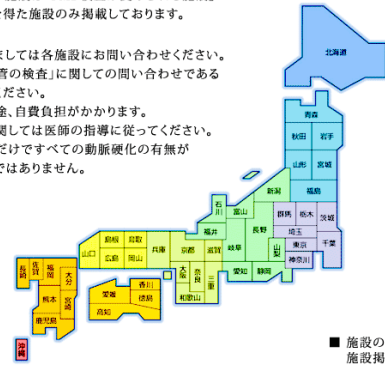 を得た施設のみ掲載しております。
ましては各施設にお問い合わせください。
管の検査」に関しての問い合わせである
ください。
途、自費負担がかかります。
関しては医師の指導に従ってください。
だけですべての動脈硬化の有無が
ではありません。
北海道
青森
秋田 岩手
山形 宮城
福島
新潟
石川 富山
福井
岐阜 長野 山梨
愛知 静岡
群馬 栃木 茨城
埼玉
東京 千葉
神奈川
京都 滋賀
大阪 奈良 三重
和歌山
兵庫
島根 鳥取
山口 広島 岡山
香川
愛媛 徳島
高知
長崎 佐賀 福岡 大分
熊本 宮崎
鹿児島
沖縄
■ 施設の
施設掲